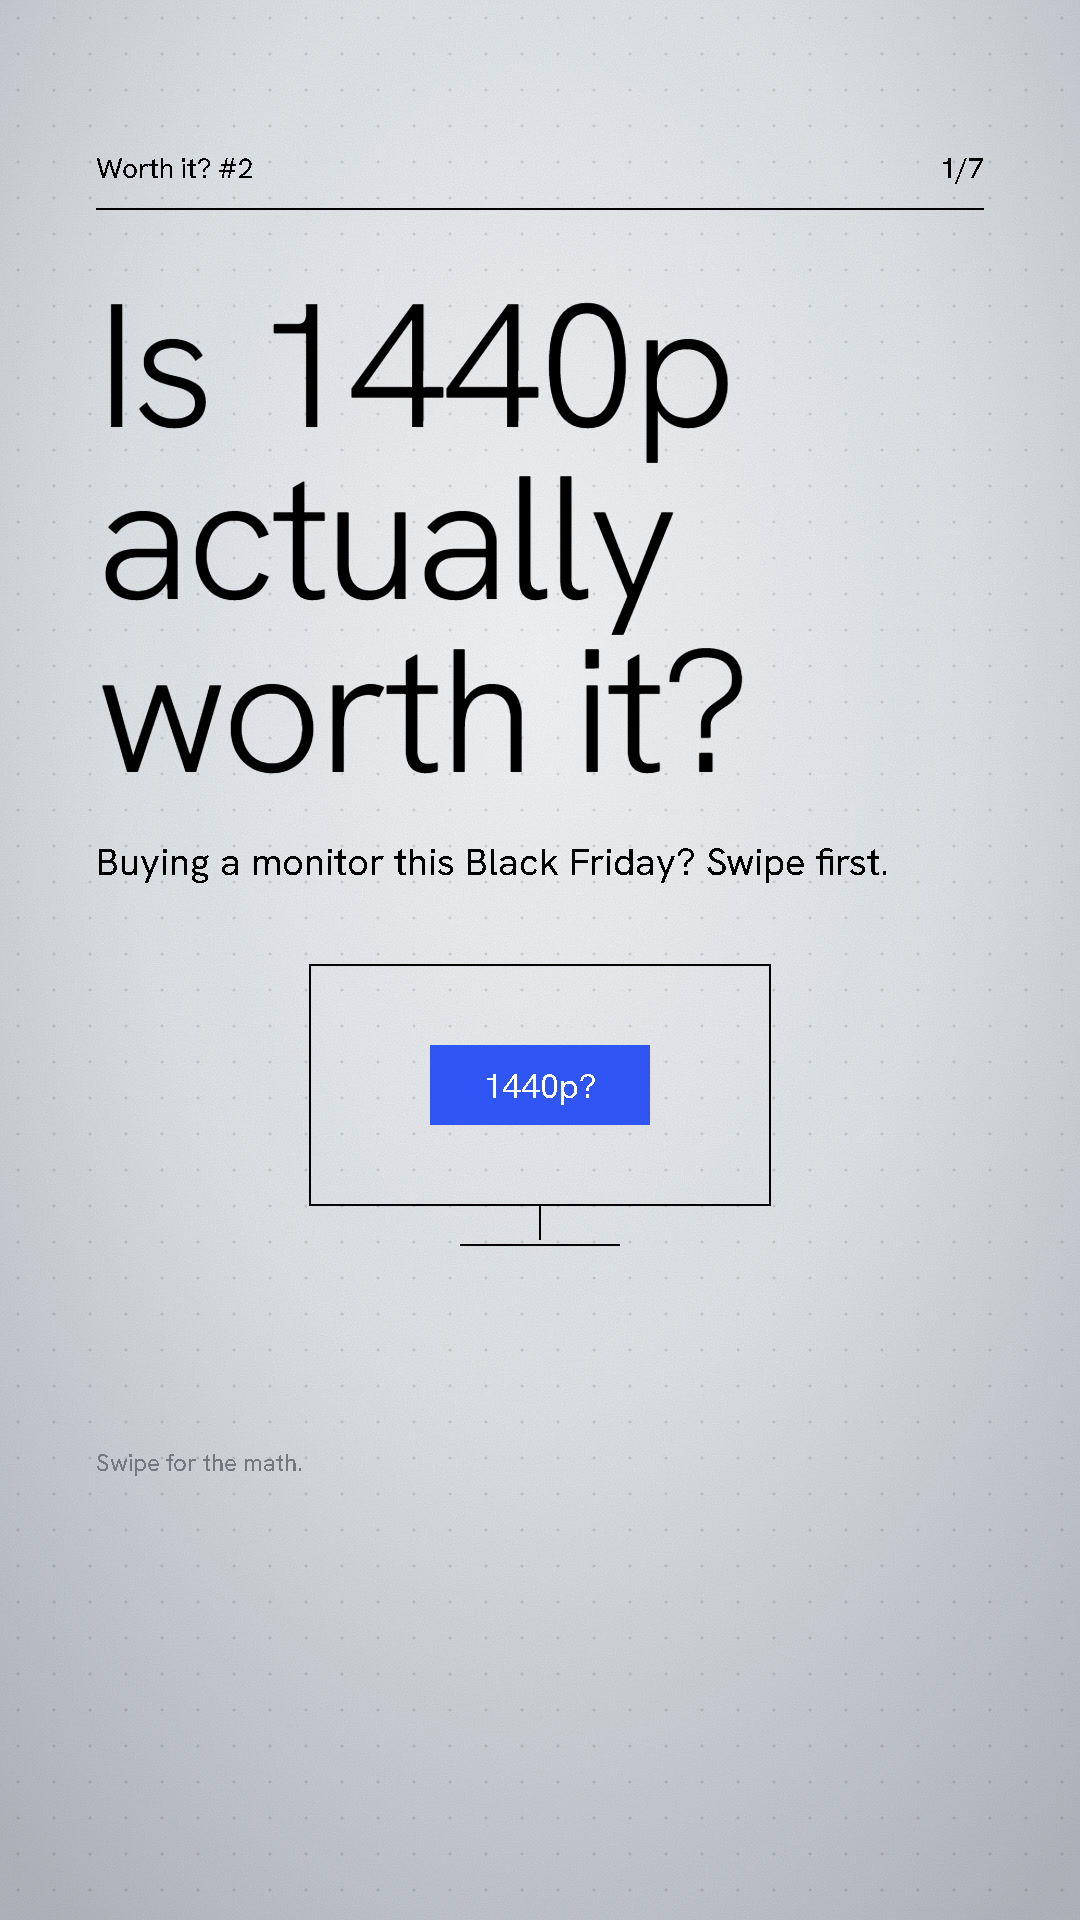 Worth it? #2
1/7
Is 1440p
actually
worth it?
Buying a monitor this Black Friday? Swipe first.
1440p?
Swipe for the math.